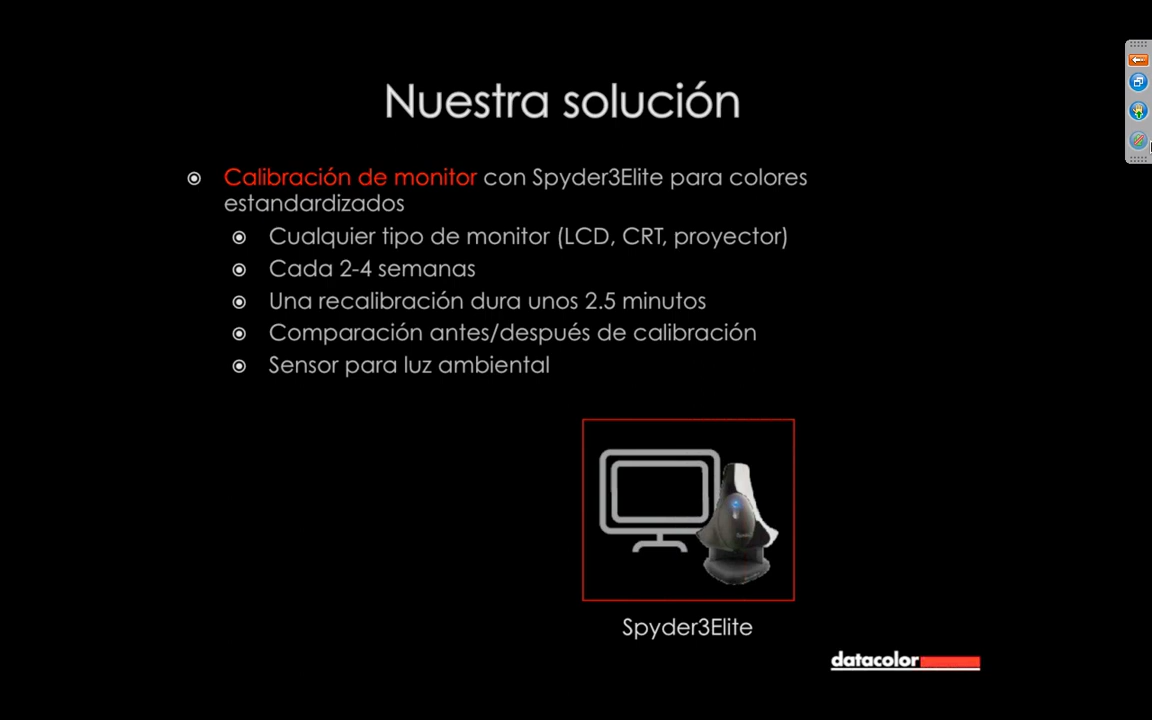 Nuestra solución
Calibración de monitor con Spyder3Elite para colores
estandardizados
Cualquier tipo de monitor (LCD, CRT, proyector)
Cada 2-4 semanas
Una recalibración dura unos 2.5 minutos
Comparación antes/después de calibración
Sensor para luz ambiental
Spyder3Elite
datacolor